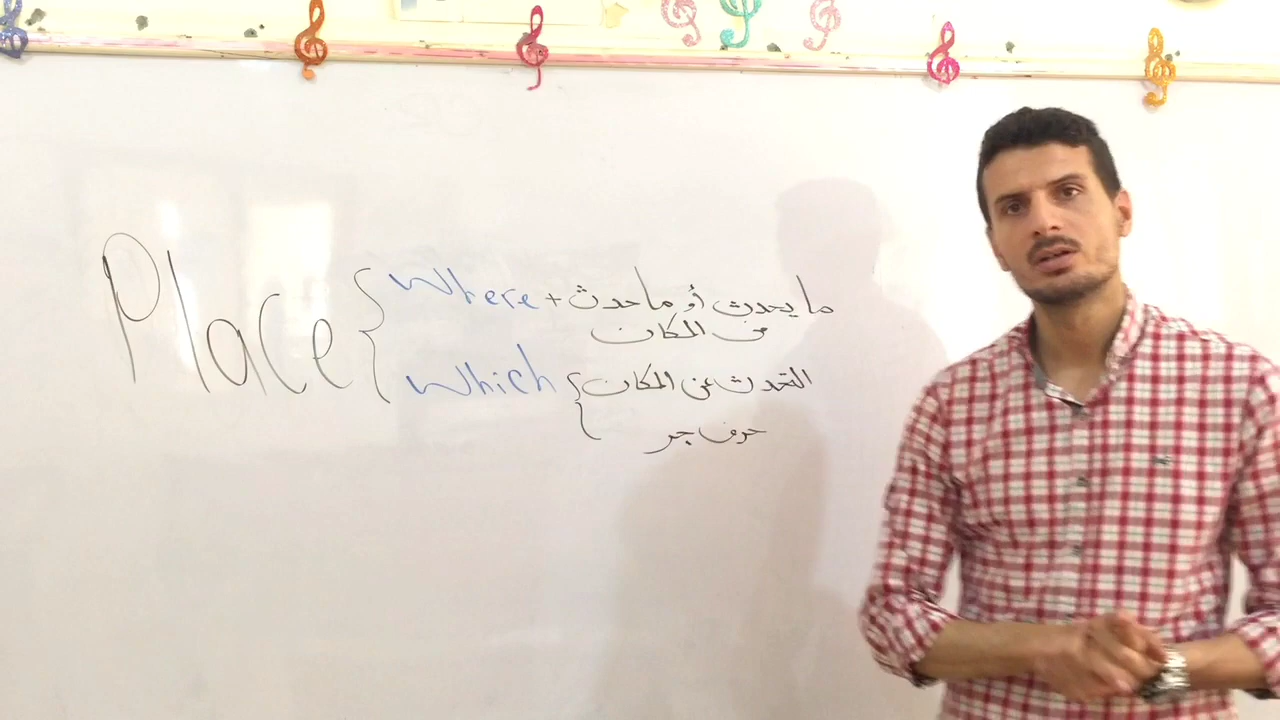 Place
Where + ما يحدث أو ما حدث
في المكان
Which التحدث عن المكان
حرف جر